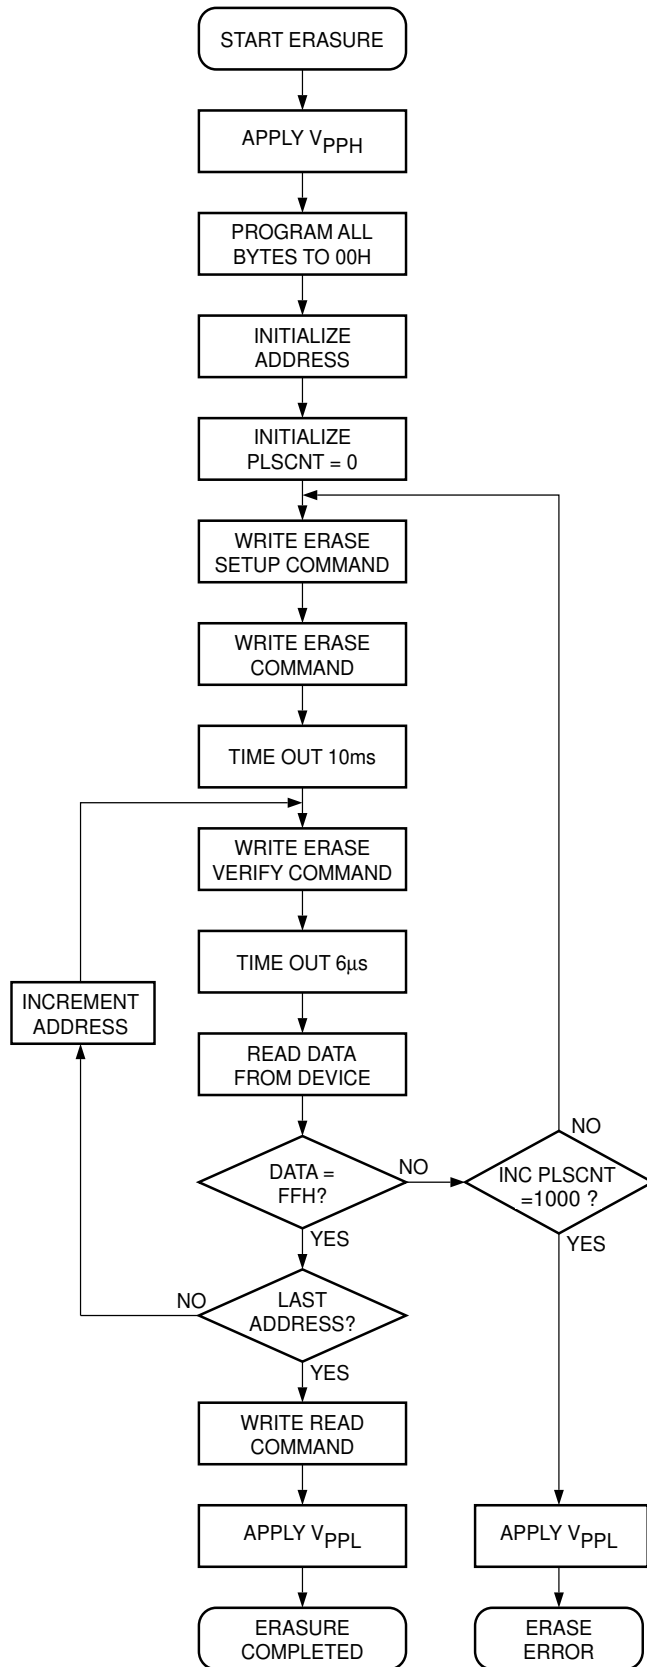 START ERASURE
APPLY VPPH
PROGRAM ALL
BYTES TO 00H
INITIALIZE
ADDRESS
INITIALIZE
PLSCNT = 0
WRITE ERASE
SETUP COMMAND
WRITE ERASE
COMMAND
TIME OUT 10ms
WRITE ERASE
VERIFY COMMAND
TIME OUT 6µs
INCREMENT
ADDRESS
READ DATA
FROM DEVICE
DATA =
FFH?
NO
YES
INC PLSCNT
=1000 ?
NO
YES
LAST
ADDRESS?
NO
YES
WRITE READ
COMMAND
APPLY VPPL
APPLY VPPL
ERASURE
COMPLETED
ERASE
ERROR